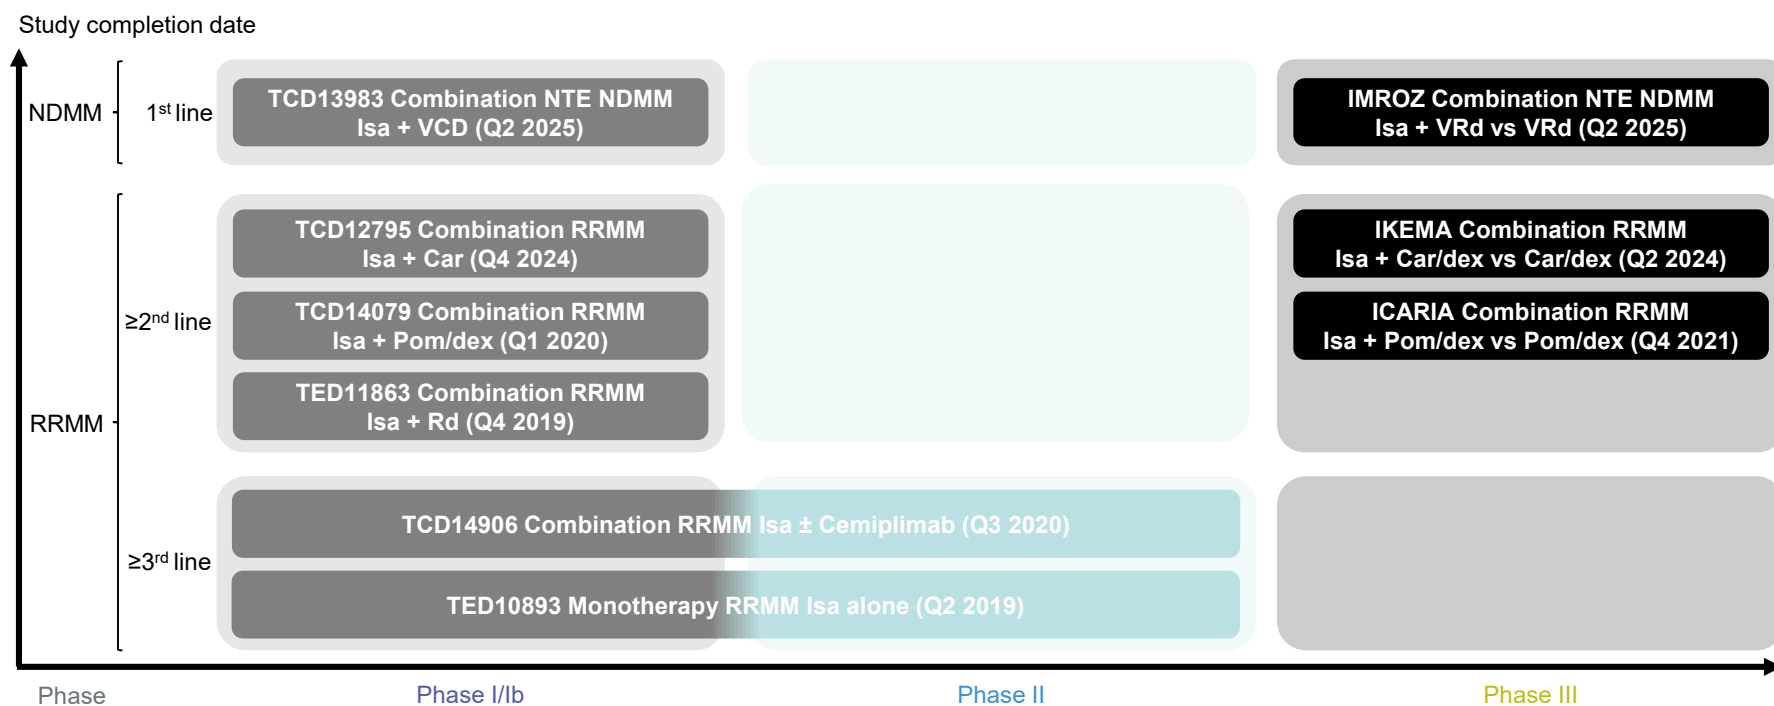 Study completion date
NDMM
1st line
TCD13983 Combination NTE NDMM
Isa + VCD (Q2 2025)
IMROZ Combination NTE NDMM
Isa + VRd vs VRd (Q2 2025)
RRMM
≥2nd line
TCD12795 Combination RRMM
Isa + Car (Q4 2024)
TCD14079 Combination RRMM
Isa + Pom/dex (Q1 2020)
TED11863 Combination RRMM
Isa + Rd (Q4 2019)
IKEMA Combination RRMM
Isa + Car/dex vs Car/dex (Q2 2024)
ICARIA Combination RRMM
Isa + Pom/dex vs Pom/dex (Q4 2021)
≥3rd line
TCD14906 Combination RRMM Isa ± Cemiplimab (Q3 2020)
TED10893 Monotherapy RRMM Isa alone (Q2 2019)
Phase
Phase I/Ib
Phase II
Phase III